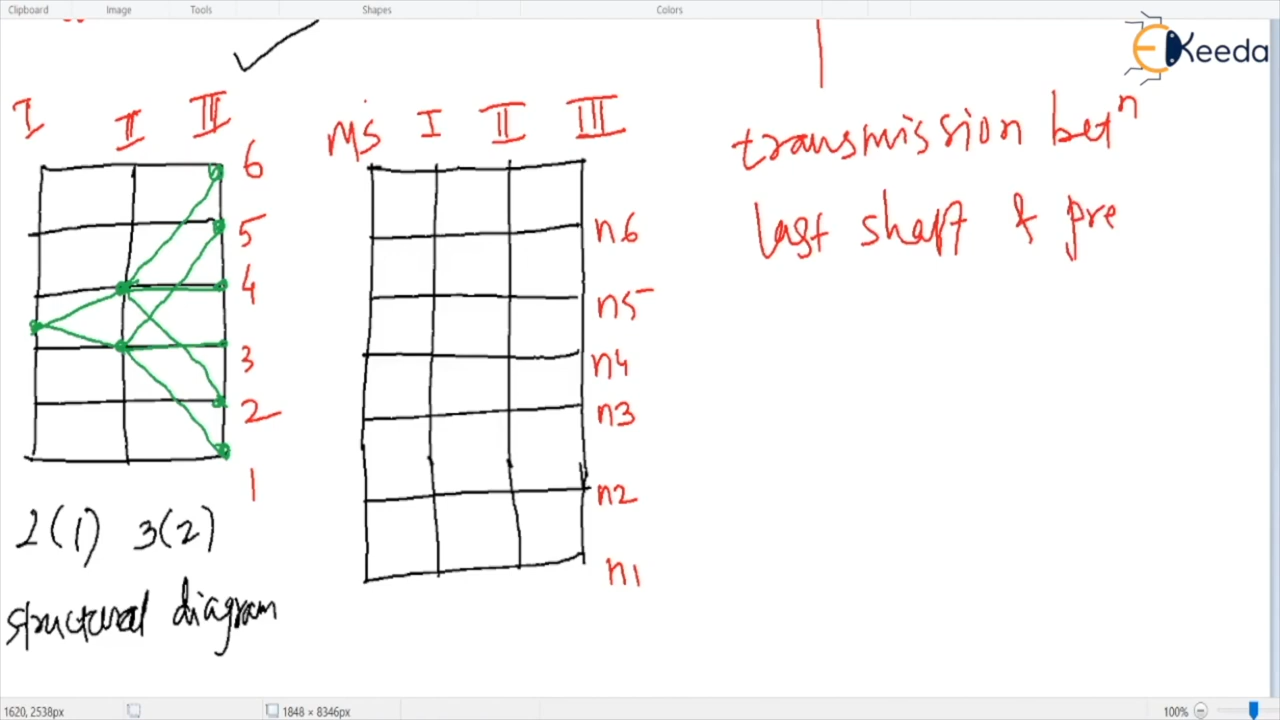 Clipboard Image Tools Shapes Colors
Keeda
I II III
6
5
4
3
2
1
2(1) 3(2)
structural diagram
Ms I II III
n6
n5
n4
n3
n2
n1
transmission betⁿ
last shaft & pre
1620, 2538px 1848 × 8346px 100%